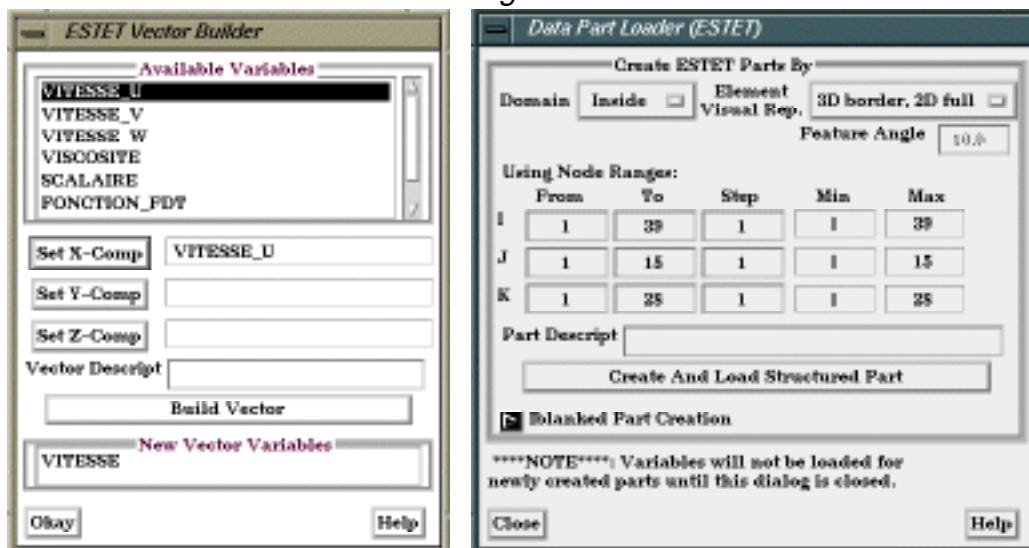 ESTET Vector Builder
Available Variables
VITESSE_U
VITESSE_V
VITESSE W
VISCOSITE
SCALAIRE
FONCTION_FDT
Set X-Comp VITESSE_U
Set Y-Comp
Set Z-Comp
Vector Descript
Build Vector
New Vector Variables
VITESSE
Okay Help
Data Part Loader (ESTET)
Create ESTET Parts By
Domain Inside Element Visual Rep. 3D border, 2D full
Feature Angle 10.0
Using Node Ranges:
From To Step Min Max
I 1 39 1 1 39
J 1 15 1 1 15
K 1 28 1 1 28
Part Descript
Create And Load Structured Part
Iblanked Part Creation
****NOTE****: Variables will not be loaded for
newly created parts until this dialog is closed.
Close Help